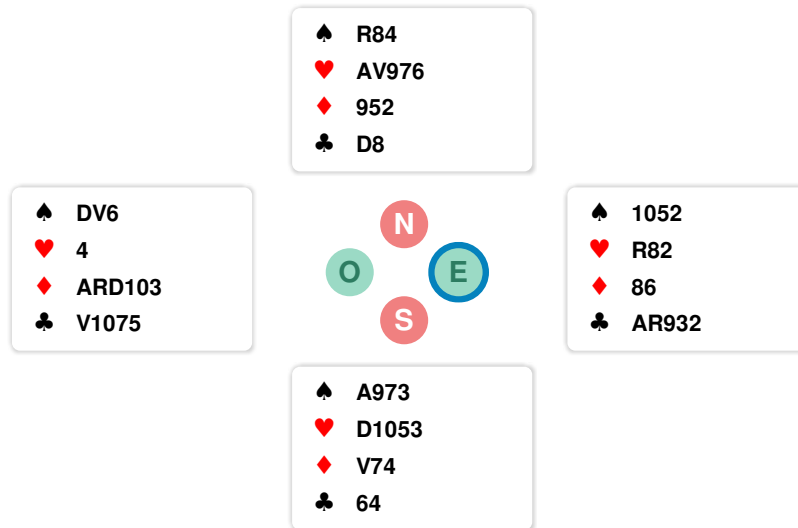 ♠ R84
♥ AV976
♦ 952
♣ D8
♠ DV6
♥ 4
♦ ARD103
♣ V1075
N
O
E
S
♠ 1052
♥ R82
♦ 86
♣ AR932
♠ A973
♥ D1053
♦ V74
♣ 64